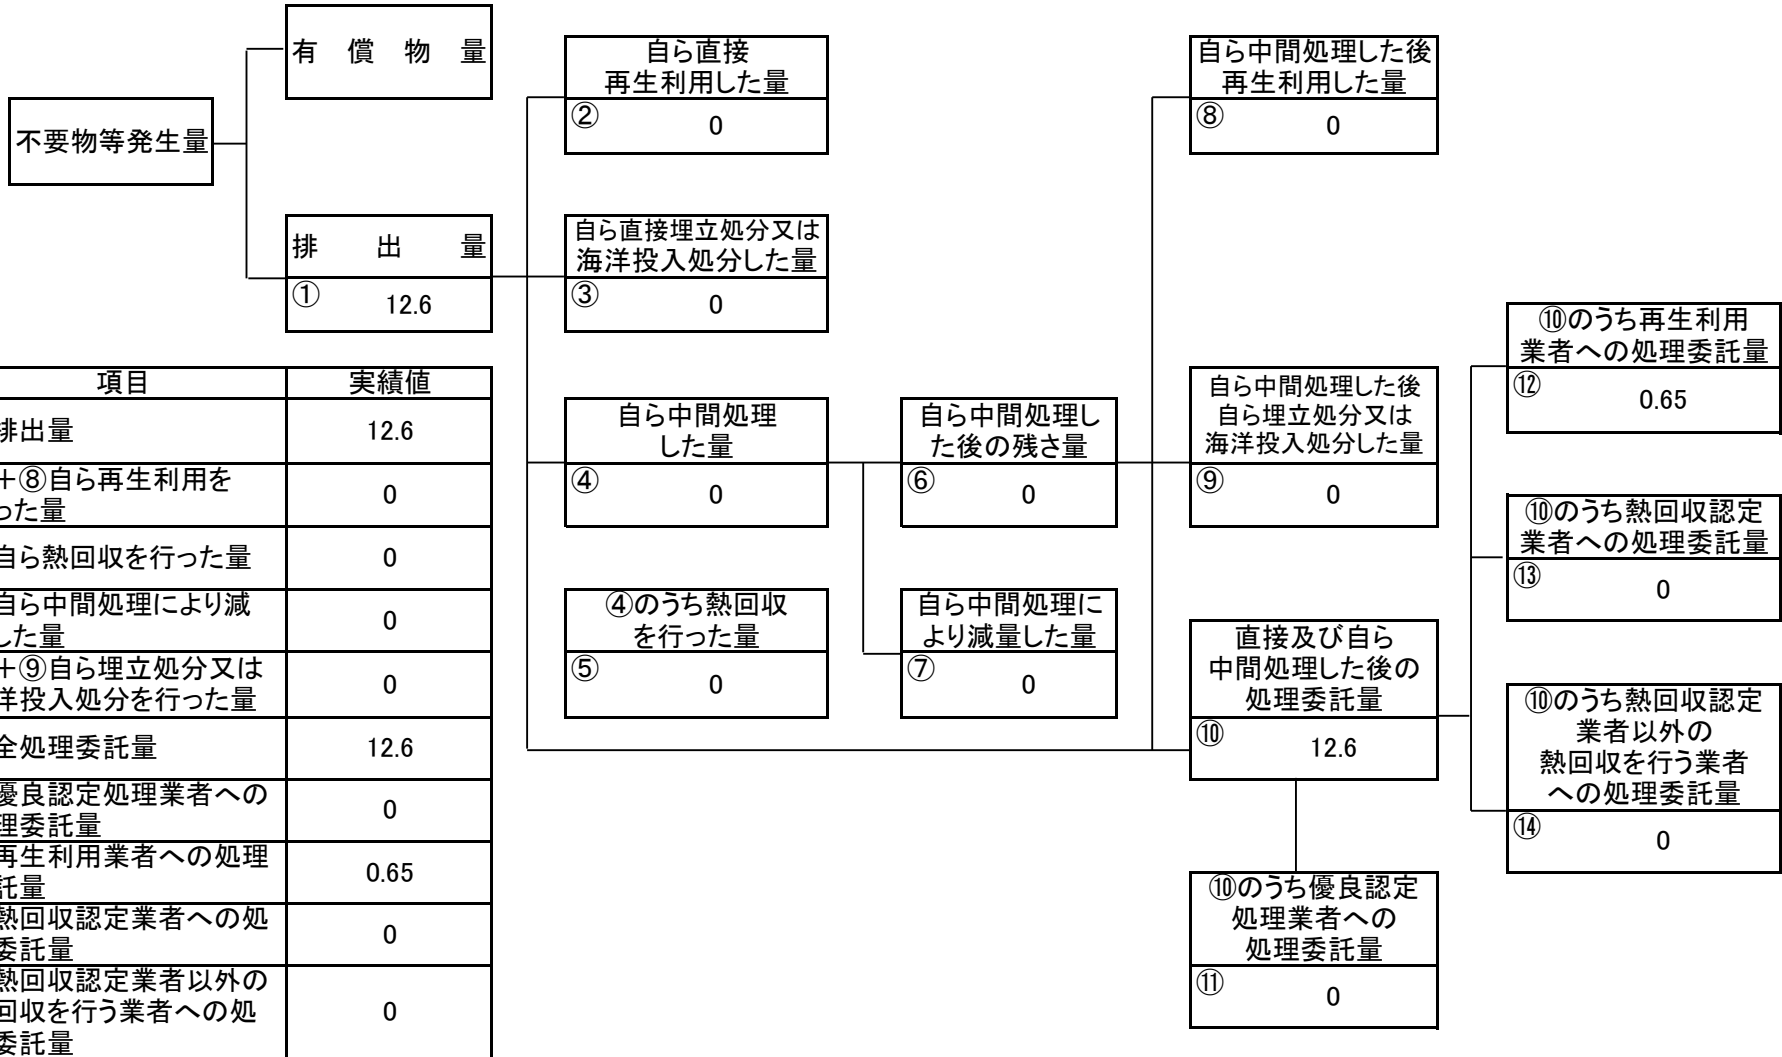 有償物量
不要物等発生量
排出量
① 12.6
自ら直接
再生利用した量
② 0
自ら直接埋立処分又は
海洋投入処分した量
③ 0
自ら中間処理
した量
④ 0
④のうち熱回収
を行った量
⑤ 0
自ら中間処理し
た後の残さ量
⑥ 0
自ら中間処理に
より減量した量
⑦ 0
自ら中間処理した後
再生利用した量
⑧ 0
自ら中間処理した後
自ら埋立処分又は
海洋投入処分した量
⑨ 0
直接及び自ら
中間処理した後の
処理委託量
⑩ 12.6
⑩のうち優良認定
処理業者への
処理委託量
⑪ 0
⑩のうち再生利用
業者への処理委託量
⑫ 0.65
⑩のうち熱回収認定
業者への処理委託量
⑬ 0
⑩のうち熱回収認定
業者以外の
熱回収を行う業者
への処理委託量
⑭ 0
項目 実績値
排出量 12.6
+⑧自ら再生利用を
った量 0
自ら熱回収を行った量 0
自ら中間処理により減
した量 0
+⑨自ら埋立処分又は
洋投入処分を行った量 0
全処理委託量 12.6
優良認定処理業者への
理委託量 0
再生利用業者への処理
託量 0.65
熱回収認定業者への処
委託量 0
熱回収認定業者以外の
回収を行う業者への処
委託量 0